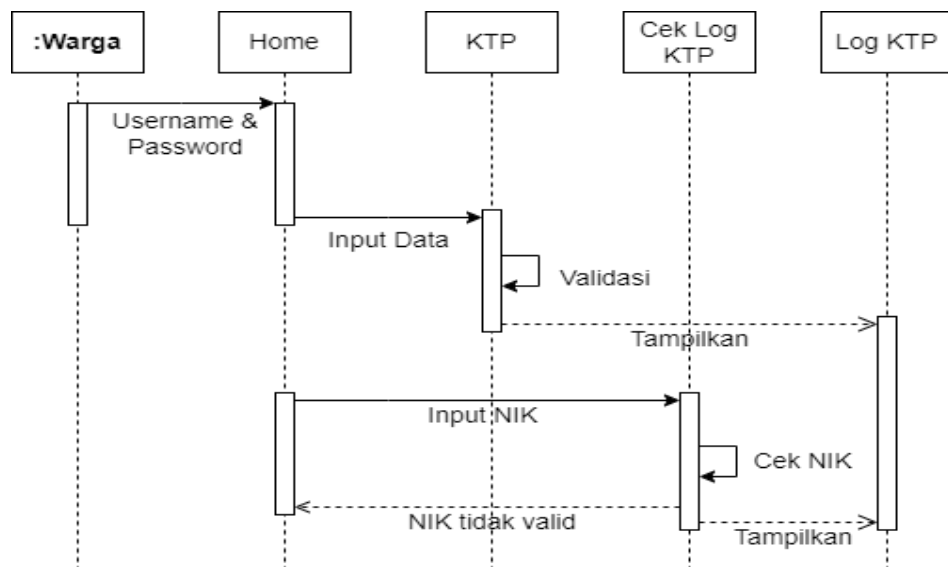 :Warga
Home
KTP
Cek Log
KTP
Log KTP
Username &
Password
Input Data
Validasi
Tampilkan
Input NIK
Cek NIK
NIK tidak valid
Tampilkan